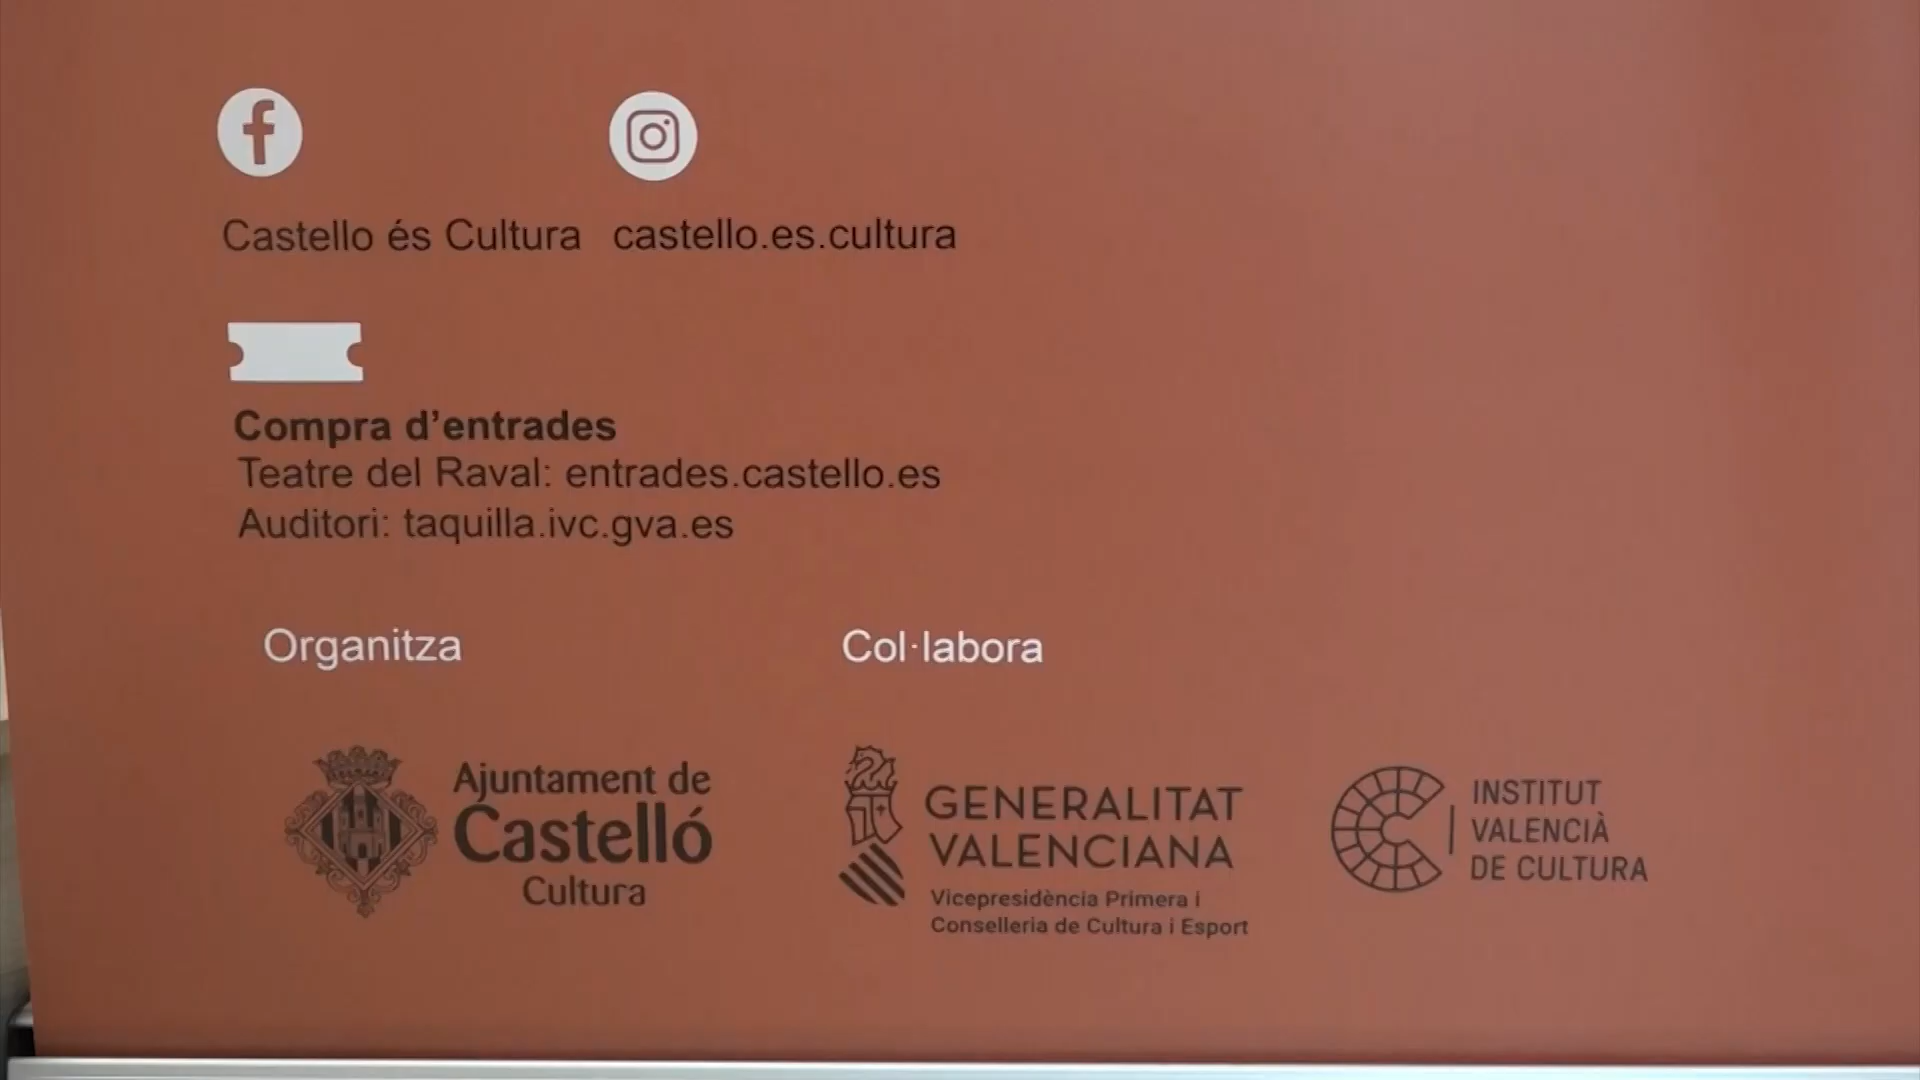 Castello és Cultura
castello.es.cultura
Compra d’entrades
Teatre del Raval: entrades.castello.es
Auditori: taquilla.ivc.gva.es
Organitza
Col·labora
Ajuntament de
Castelló
Cultura
GENERALITAT
VALENCIANA
Vicepresidència Primera i
Conselleria de Cultura i Esport
INSTITUT
VALENCIÀ
DE CULTURA